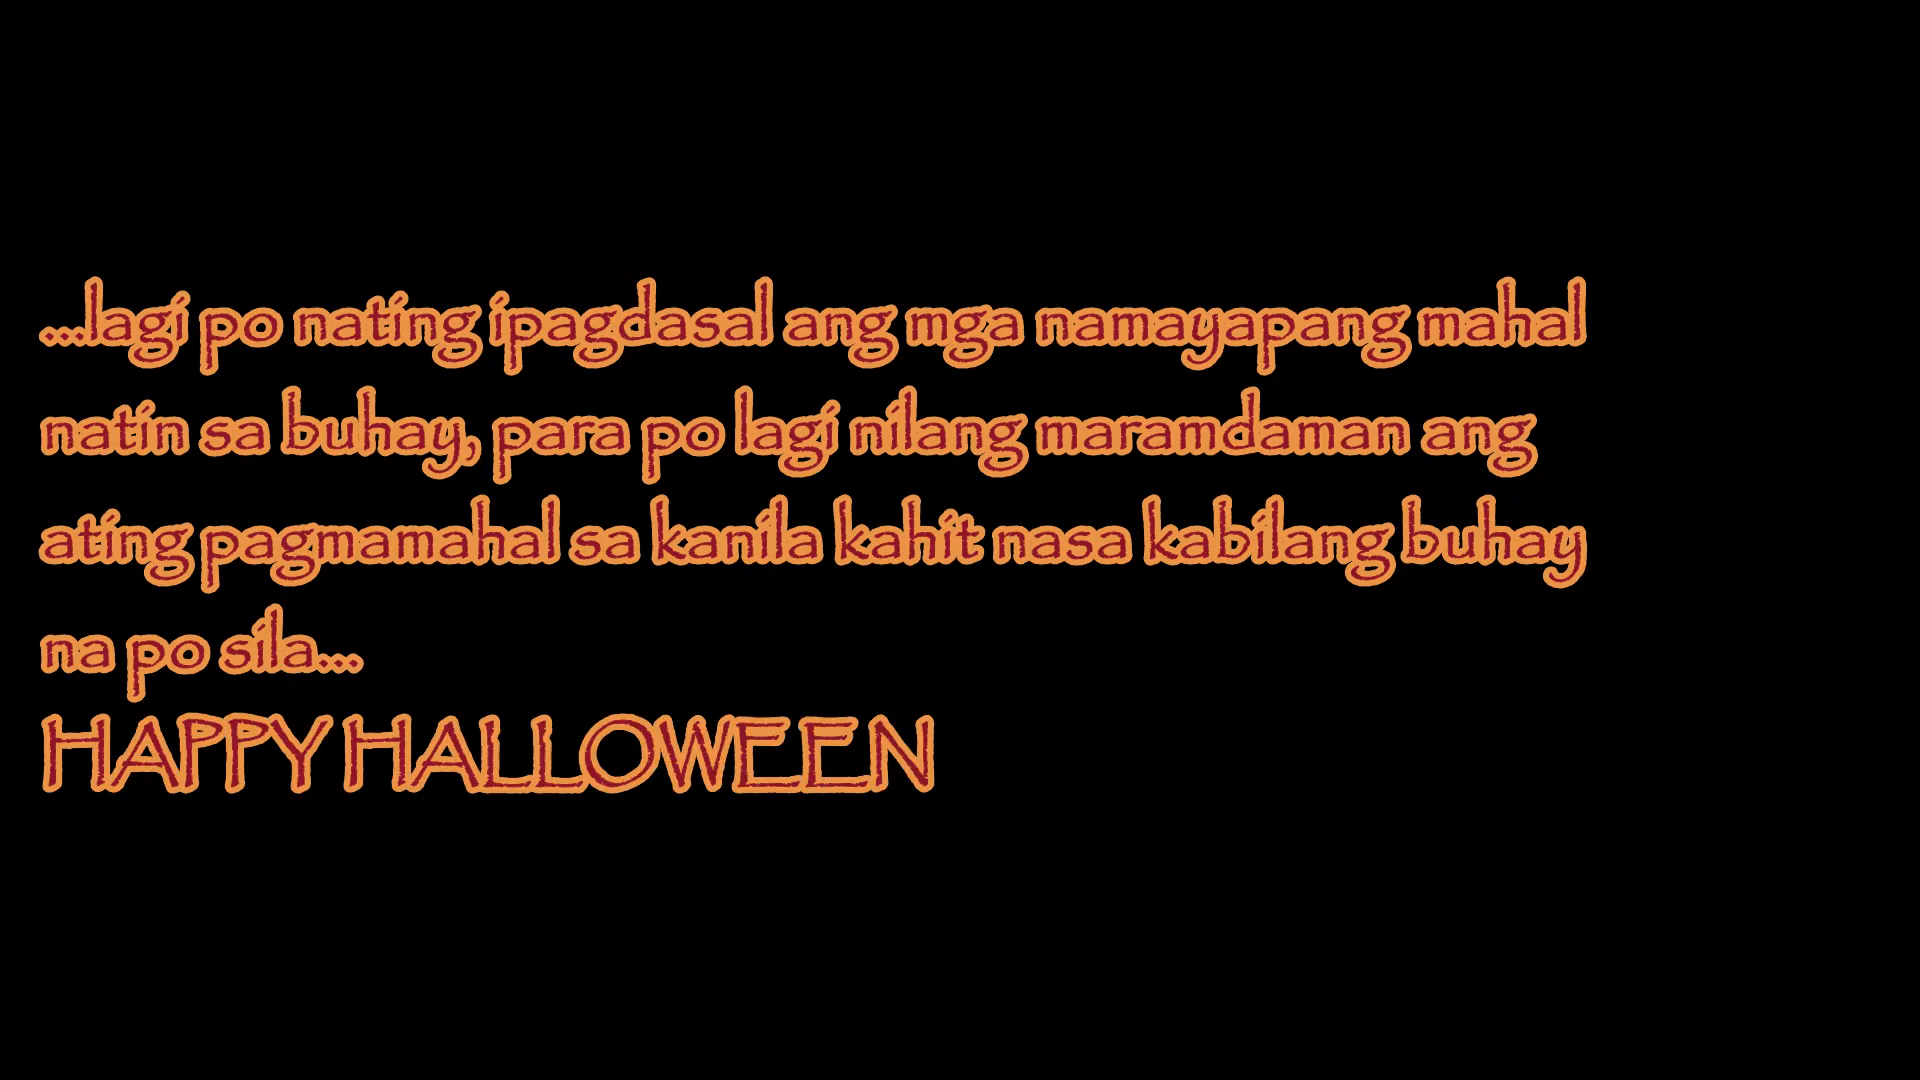 ...lagi po nating ipagdasal ang mga namayapang mahal
natin sa buhay, para po lagi nilang maramdaman ang
ating pagmamahal sa kanila kahit nasa kabilang buhay
na po sila...
HAPPY HALLOWEEN